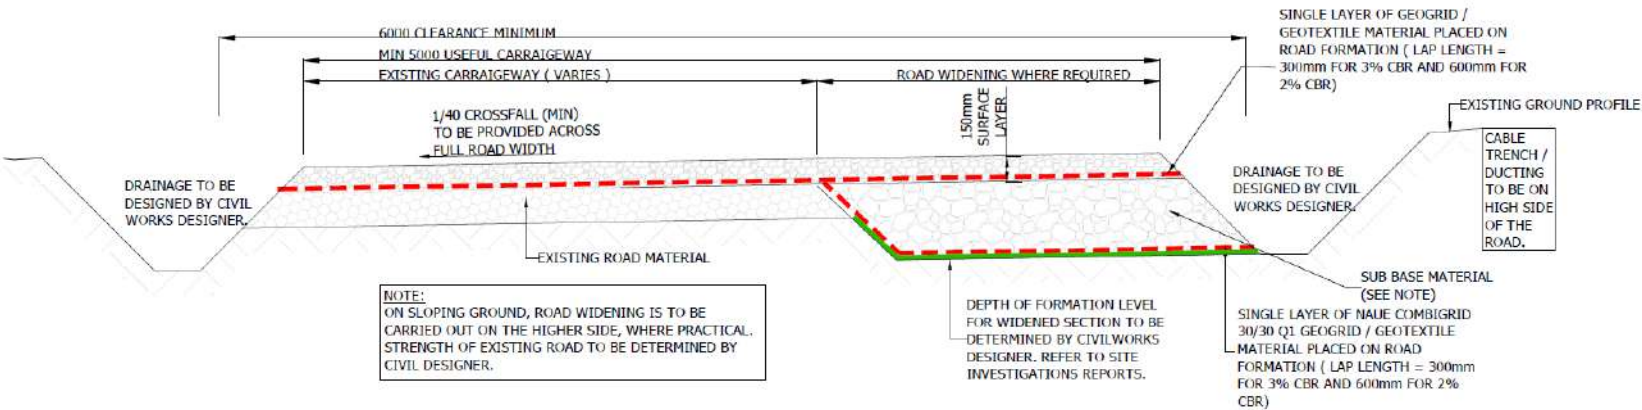 6000 CLEARANCE MINIMUM
MIN 5000 USEFUL CARRAIGEWAY
EXISTING CARRAIGEWAY ( VARIES )
ROAD WIDENING WHERE REQUIRED
1/40 CROSSFALL (MIN)
TO BE PROVIDED ACROSS
FULL ROAD WIDTH
150mm
SURFACE
LAYER
SINGLE LAYER OF GEOGRID /
GEOTEXTILE MATERIAL PLACED ON
ROAD FORMATION ( LAP LENGTH =
300mm FOR 3% CBR AND 600mm FOR
2% CBR)
EXISTING GROUND PROFILE
CABLE
TRENCH /
DUCTING
TO BE ON
HIGH SIDE
OF THE
ROAD.
DRAINAGE TO BE
DESIGNED BY CIVIL
WORKS DESIGNER.
DRAINAGE TO BE
DESIGNED BY CIVIL
WORKS DESIGNER.
EXISTING ROAD MATERIAL
NOTE:
ON SLOPING GROUND, ROAD WIDENING IS TO BE
CARRIED OUT ON THE HIGHER SIDE, WHERE PRACTICAL.
STRENGTH OF EXISTING ROAD TO BE DETERMINED BY
CIVIL DESIGNER.
DEPTH OF FORMATION LEVEL
FOR WIDENED SECTION TO BE
DETERMINED BY CIVILWORKS
DESIGNER. REFER TO SITE
INVESTIGATIONS REPORTS.
SUB BASE MATERIAL
(SEE NOTE)
SINGLE LAYER OF NAUE COMBIGRID
30/30 Q1 GEOGRID / GEOTEXTILE
MATERIAL PLACED ON ROAD
FORMATION ( LAP LENGTH = 300mm
FOR 3% CBR AND 600mm FOR 2%
CBR)